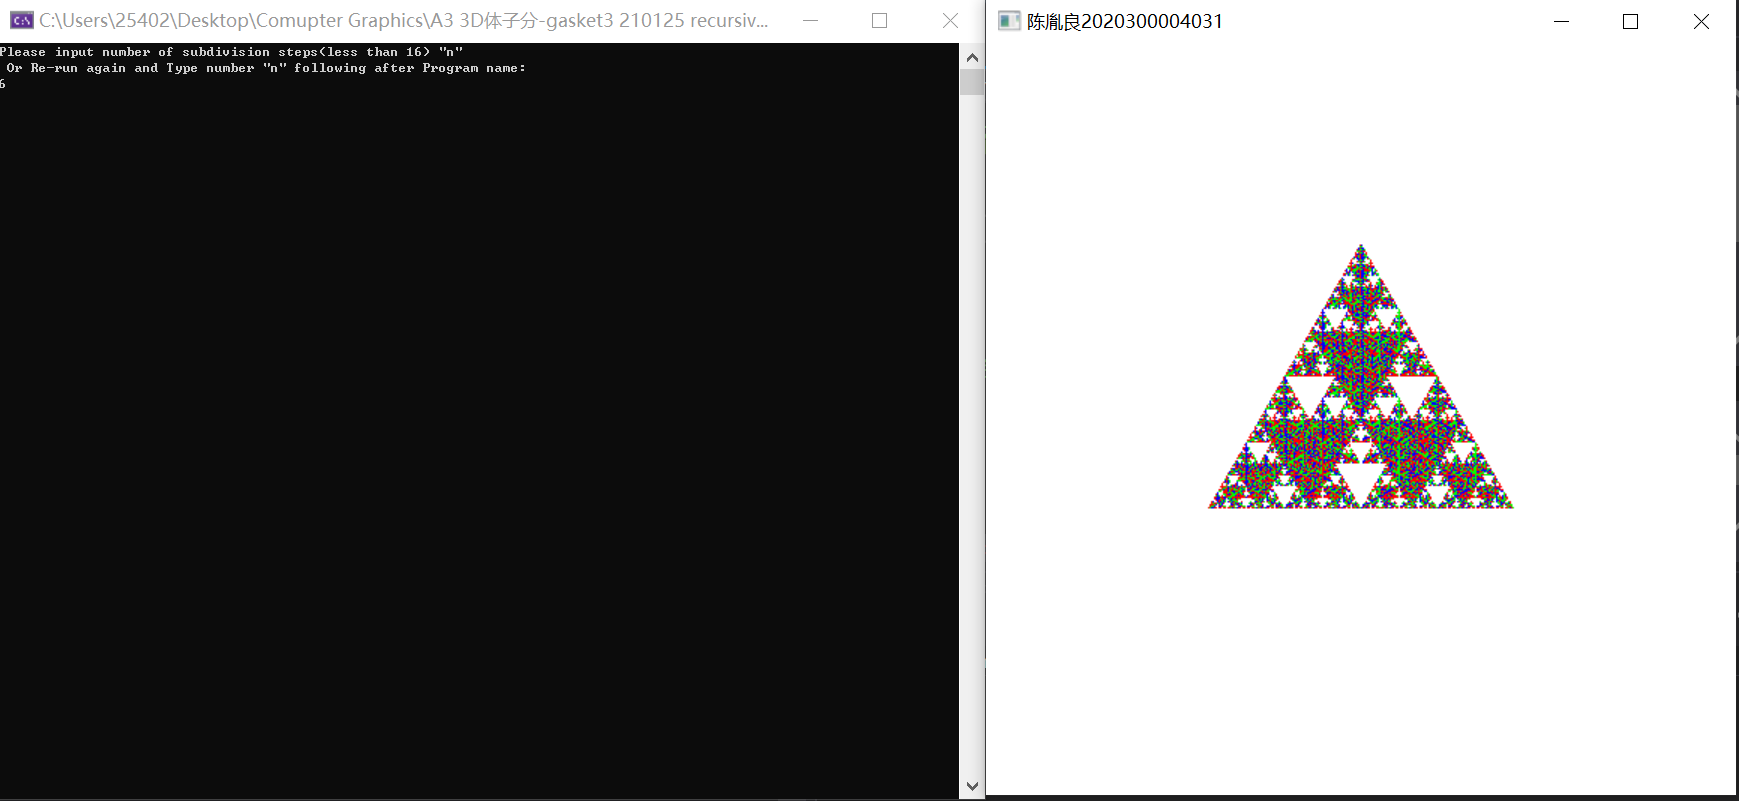 C:\Users\25402\Desktop\Comupter Graphics\A3 3D体子分-gasket3 210125 recursiv...
Please input number of subdivision steps(less than 16) "n"
Or Re-run again and Type number "n" following after Program name:
6
陈胤良2020300004031